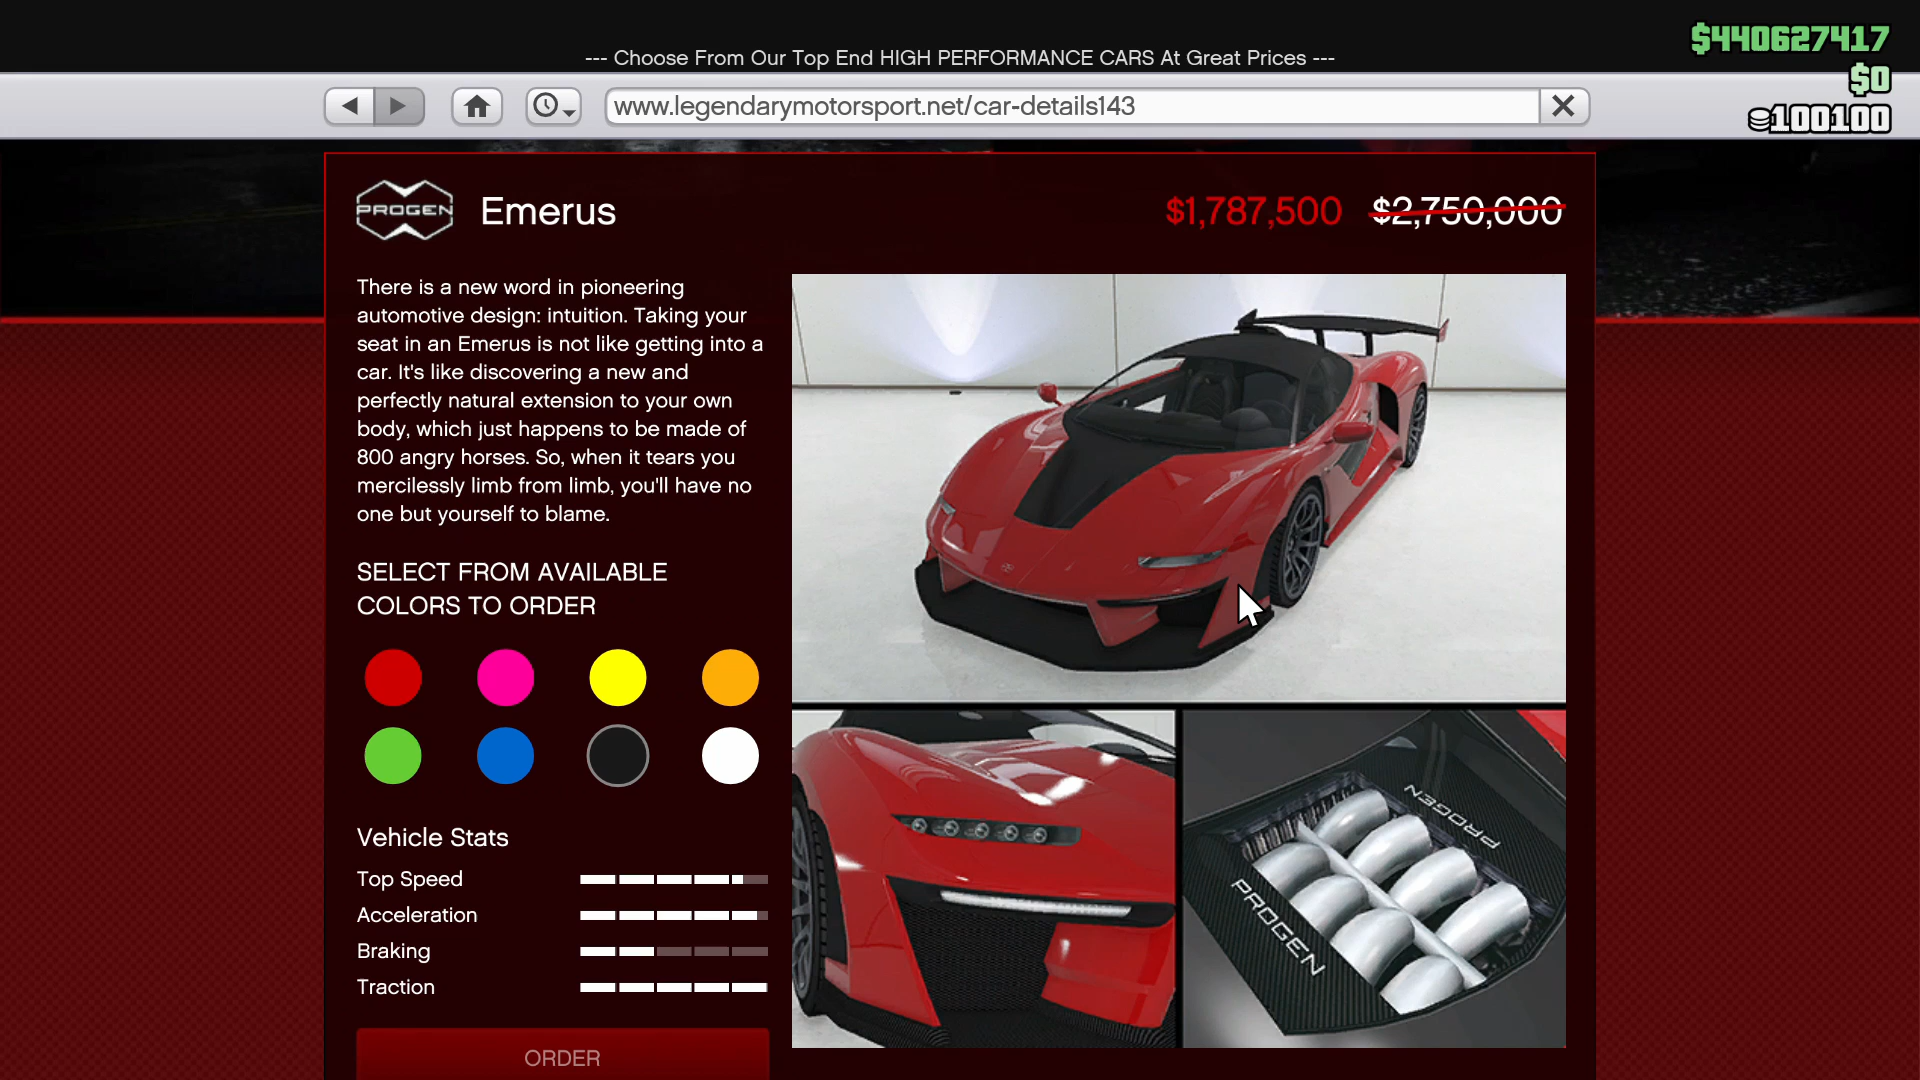 --- Choose From Our Top End HIGH PERFORMANCE CARS At Great Prices ---
$440627417
$0
100100
www.legendarymotorsport.net/car-details143
PROGEN
Emerus
$1,787,500 $2,750,000
There is a new word in pioneering
automotive design: intuition. Taking your
seat in an Emerus is not like getting into a
car. It's like discovering a new and
perfectly natural extension to your own
body, which just happens to be made of
800 angry horses. So, when it tears you
mercilessly limb from limb, you'll have no
one but yourself to blame.
SELECT FROM AVAILABLE
COLORS TO ORDER
Vehicle Stats
Top Speed
Acceleration
Braking
Traction
ORDER
PROGEN
PROGEN